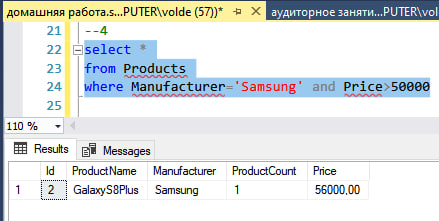 домашняя работа.s...PUTER\volde (57))*
аудиторное заняти...PUTER\vold
21 --4
22 select *
23 from Products
24 where Manufacturer='Samsung' and Price>50000
25
110 %
Results Messages
Id ProductName Manufacturer ProductCount Price
1 2 GalaxyS8Plus Samsung 1 56000,00